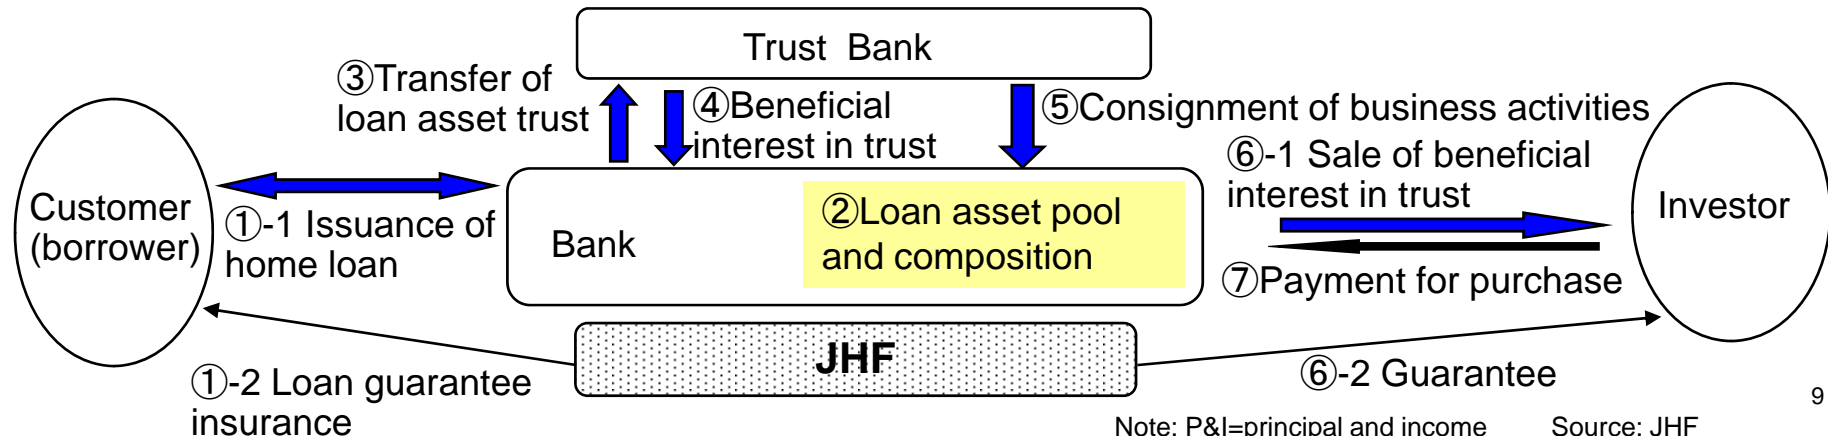 Trust Bank
③Transfer of
loan asset trust
④Beneficial
interest in trust
⑤Consignment of business activities
⑥-1 Sale of beneficial
interest in trust
Customer
(borrower)
①-1 Issuance of
home loan
Bank
②Loan asset pool
and composition
Investor
⑦Payment for purchase
JHF
①-2 Loan guarantee
insurance
⑥-2 Guarantee
9
Note: P&I=principal and income Source: JHF